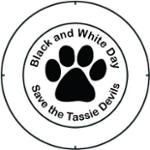 Black and White Day
Save the Tassie Devils